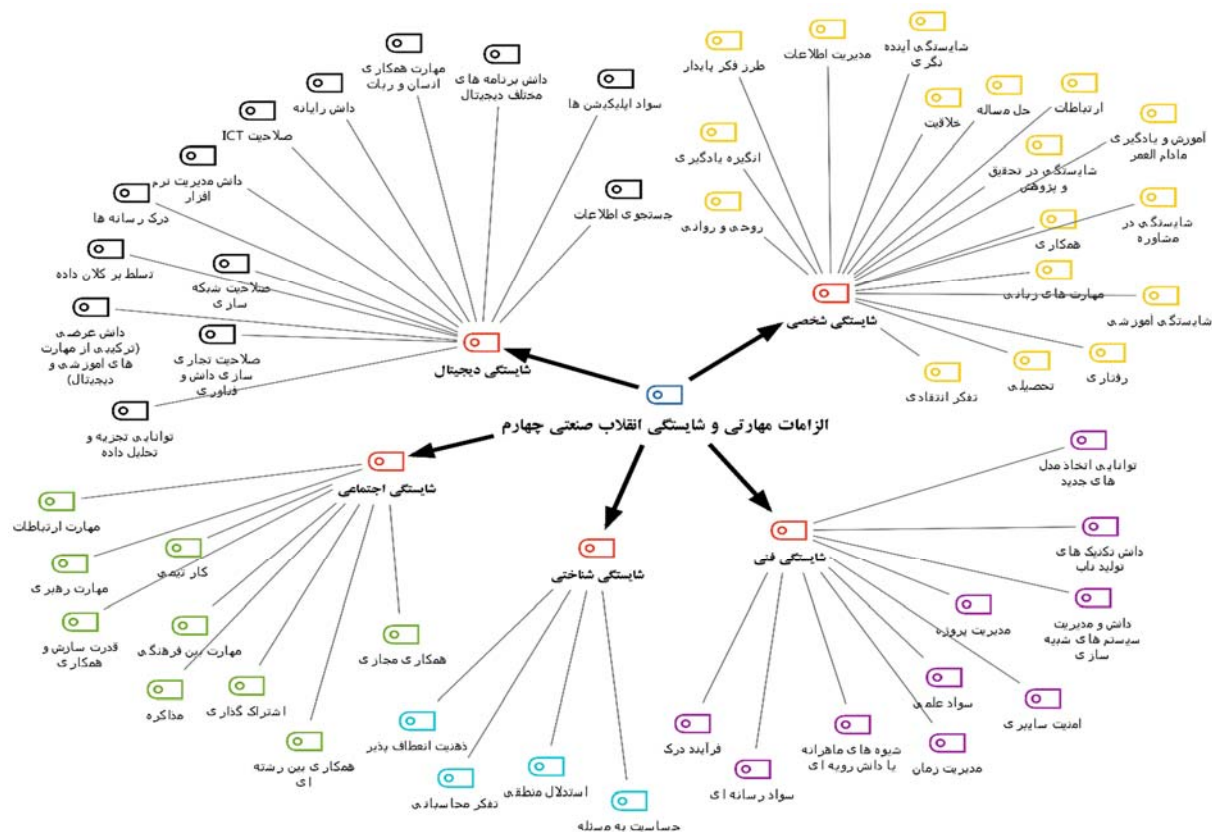 الزامات مهارتی و شایستگی انقلاب صنعتی چهارم
شایستگی شخصی
طرز فکر پایدار
مدیریت اطلاعات
شایستگی آینده
نگری
خلاقیت
حل مساله
ارتباطات
آموزش و یادگیری
مادام العمر
شایستگی در تحقیق
و پژوهش
انگیزه یادگیری
روحی و روانی
همکاری
شایستگی در
مشاوره
مهارت های زبانی
شایستگی آموزشی
رفتاری
تحصیلی
تفکر انتقادی
شایستگی دیجیتال
سواد اپلیکیشن ها
دانش برنامه های
مختلف دیجیتال
مهارت همکاری
انسان و ربات
دانش رایانه
صلاحیت ICT
دانش مدیریت نرم
افزار
درک رسانه ها
جستجوی اطلاعات
تسلط بر کلان داده
صلاحیت شبکه
سازی
دانش عرضی
(ترکیبی از مهارت
های آموزشی و
دیجیتال)
صلاحیت تجاری
سازی دانش و
فناوری
توانایی تجزیه و
تحلیل داده
شایستگی اجتماعی
مهارت ارتباطات
مهارت رهبری
کار تیمی
قدرت سازش و
همکاری
مهارت بین فرهنگی
مذاکره
اشتراک گذاری
همکاری بین رشته
ای
همکاری مجازی
شایستگی شناختی
ذهنیت انعطاف پذیر
تفکر محاسباتی
استدلال منطقی
حساسیت به مسئله
شایستگی فنی
توانایی اتخاذ مدل
های جدید
دانش تکنیک های
تولید ناب
دانش و مدیریت
سیستم های شبیه
سازی
مدیریت پروژه
امنیت سایبری
سواد علمی
مدیریت زمان
شیوه های ماهرانه
یا دانش رویه ای
سواد رسانه ای
فرآیند درک